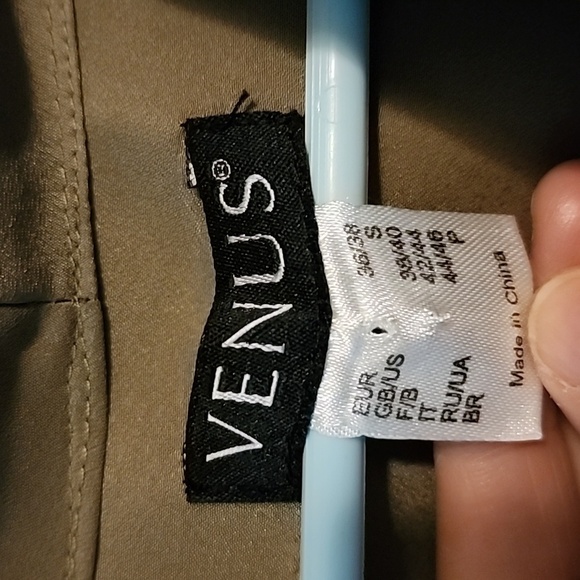 VENUS®
EUR 36/38
GB/US S
F/B 38/40
IT 42/44
RU/UA 44/46
BR P
Made in China